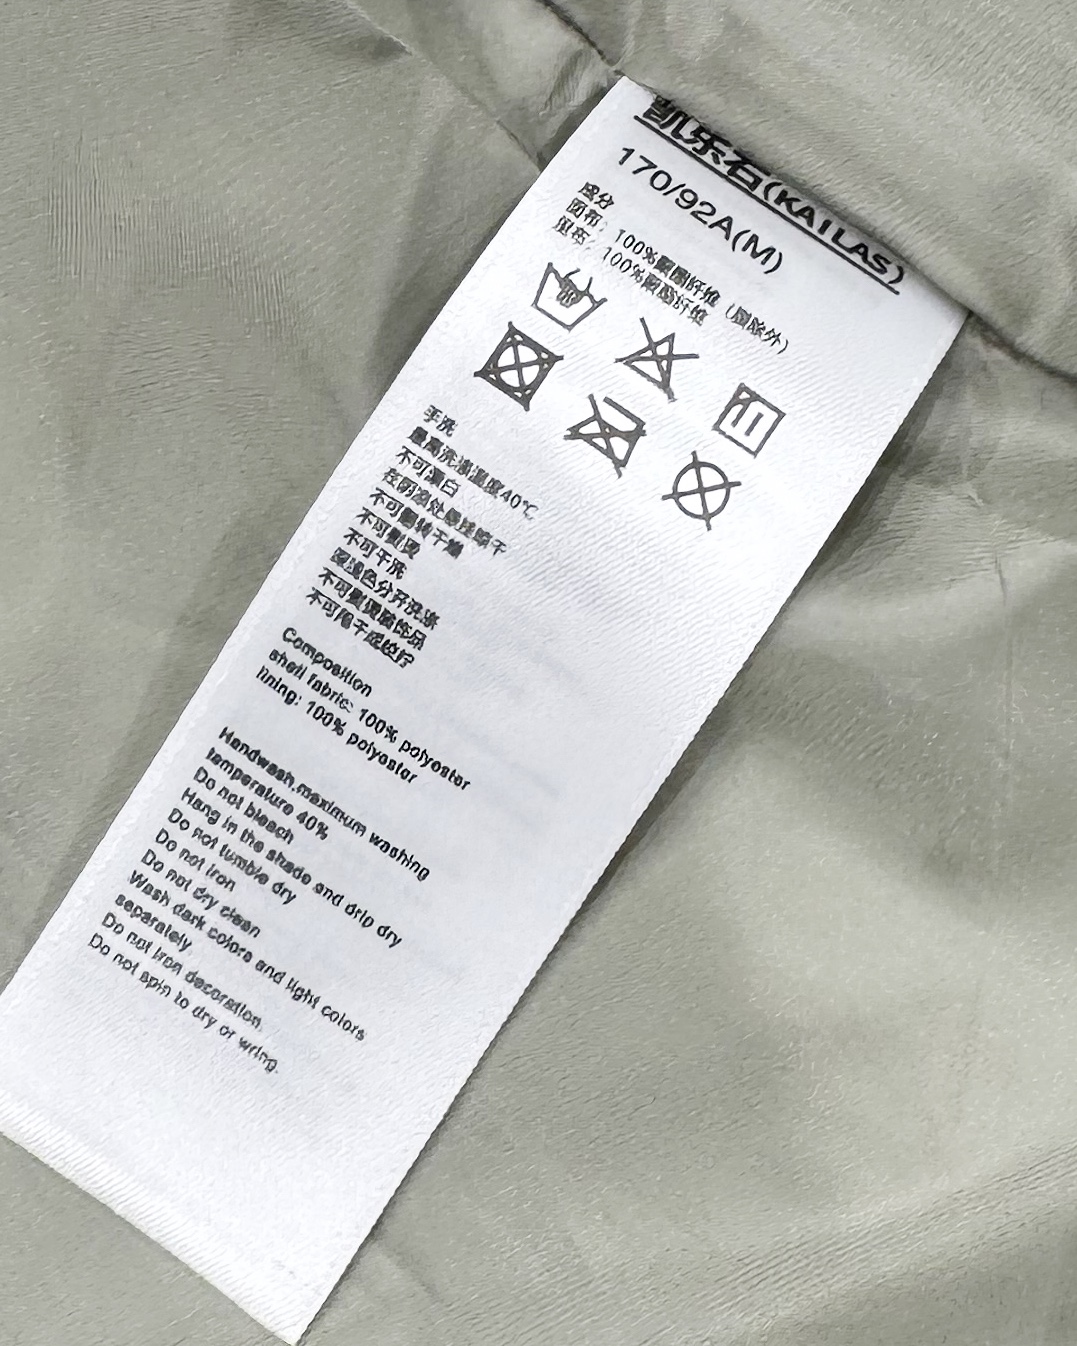 凯乐石(KAILAS)
170/92A(M)
成分
面布: 100%聚酯纤维 (膜除外)
里布: 100%聚酯纤维
手洗
最高洗涤温度40℃
不可漂白
在阴凉处悬挂晾干
不可翻转干燥
不可熨烫
不可干洗
深浅色分开洗涤
不可熨烫装饰品
不可甩干或拧
Composition
shell fabric: 100% polyester
lining: 100% polyester
Handwash,maximum washing
temperature 40%
Do not bleach
Hang in the shade and drip dry
Do not tumble dry
Do not iron
Do not dry clean
Wash dark colors and light colors
separately
Do not iron decoration.
Do not spin to dry or wring.